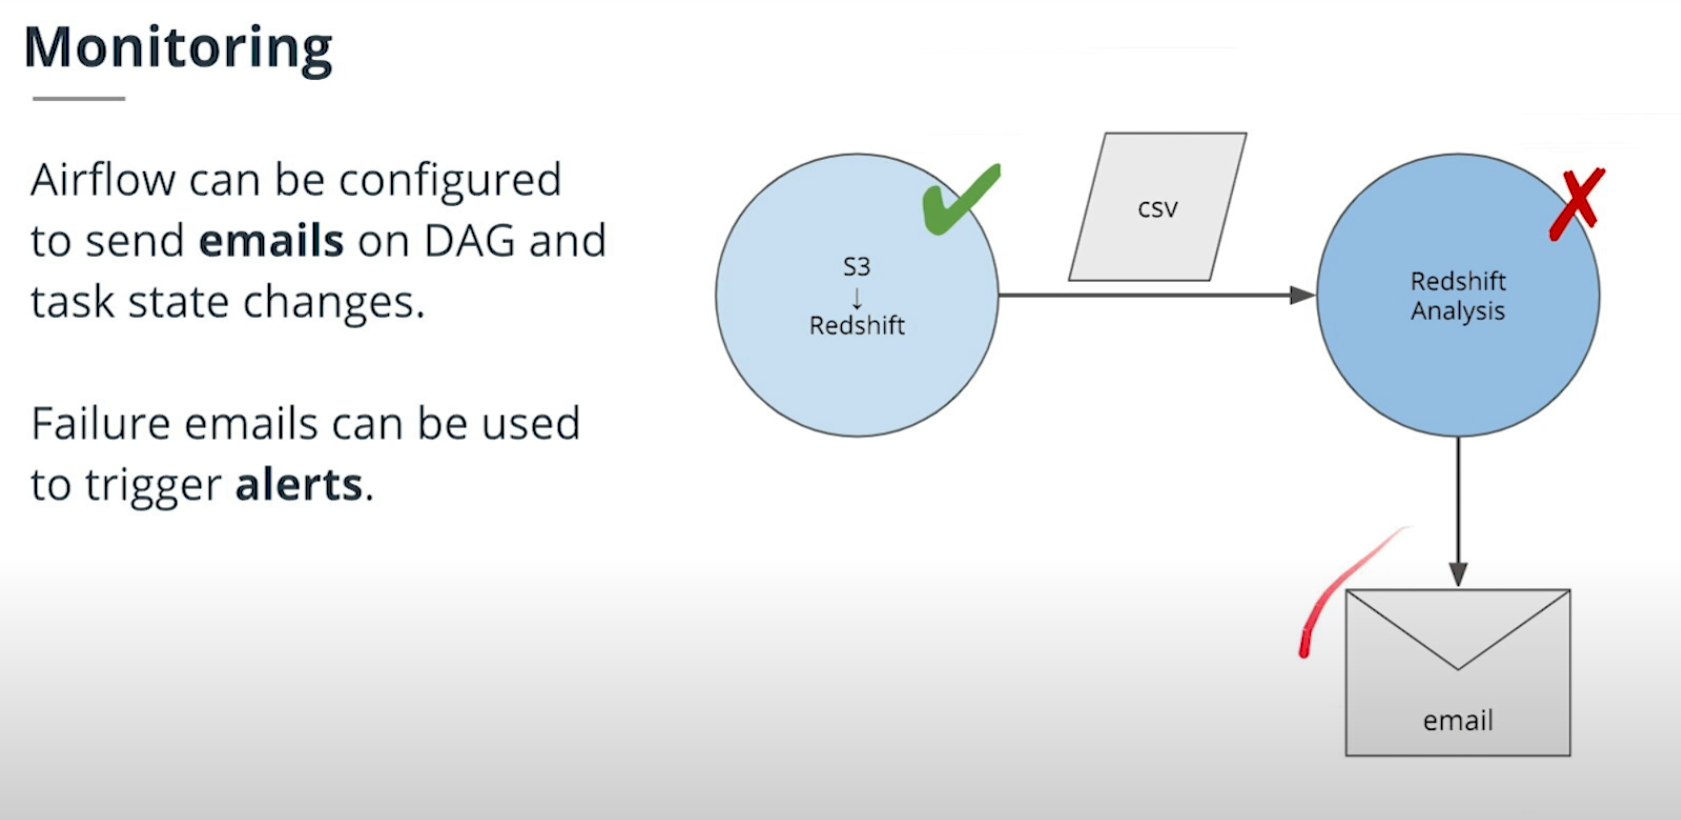 Monitoring
Airflow can be configured
to send emails on DAG and
task state changes.
Failure emails can be used
to trigger alerts.
S3
↓
Redshift
csv
Redshift
Analysis
email